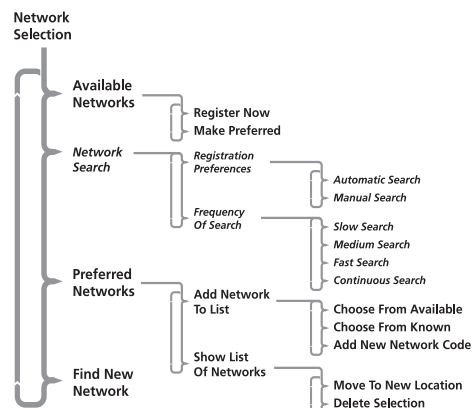 Network
Selection
Available
Networks
Register Now
Make Preferred
Network
Search
Registration
Preferences
Automatic Search
Manual Search
Frequency
Of Search
Slow Search
Medium Search
Fast Search
Continuous Search
Preferred
Networks
Add Network
To List
Choose From Available
Choose From Known
Add New Network Code
Show List
Of Networks
Move To New Location
Delete Selection
Find New
Network